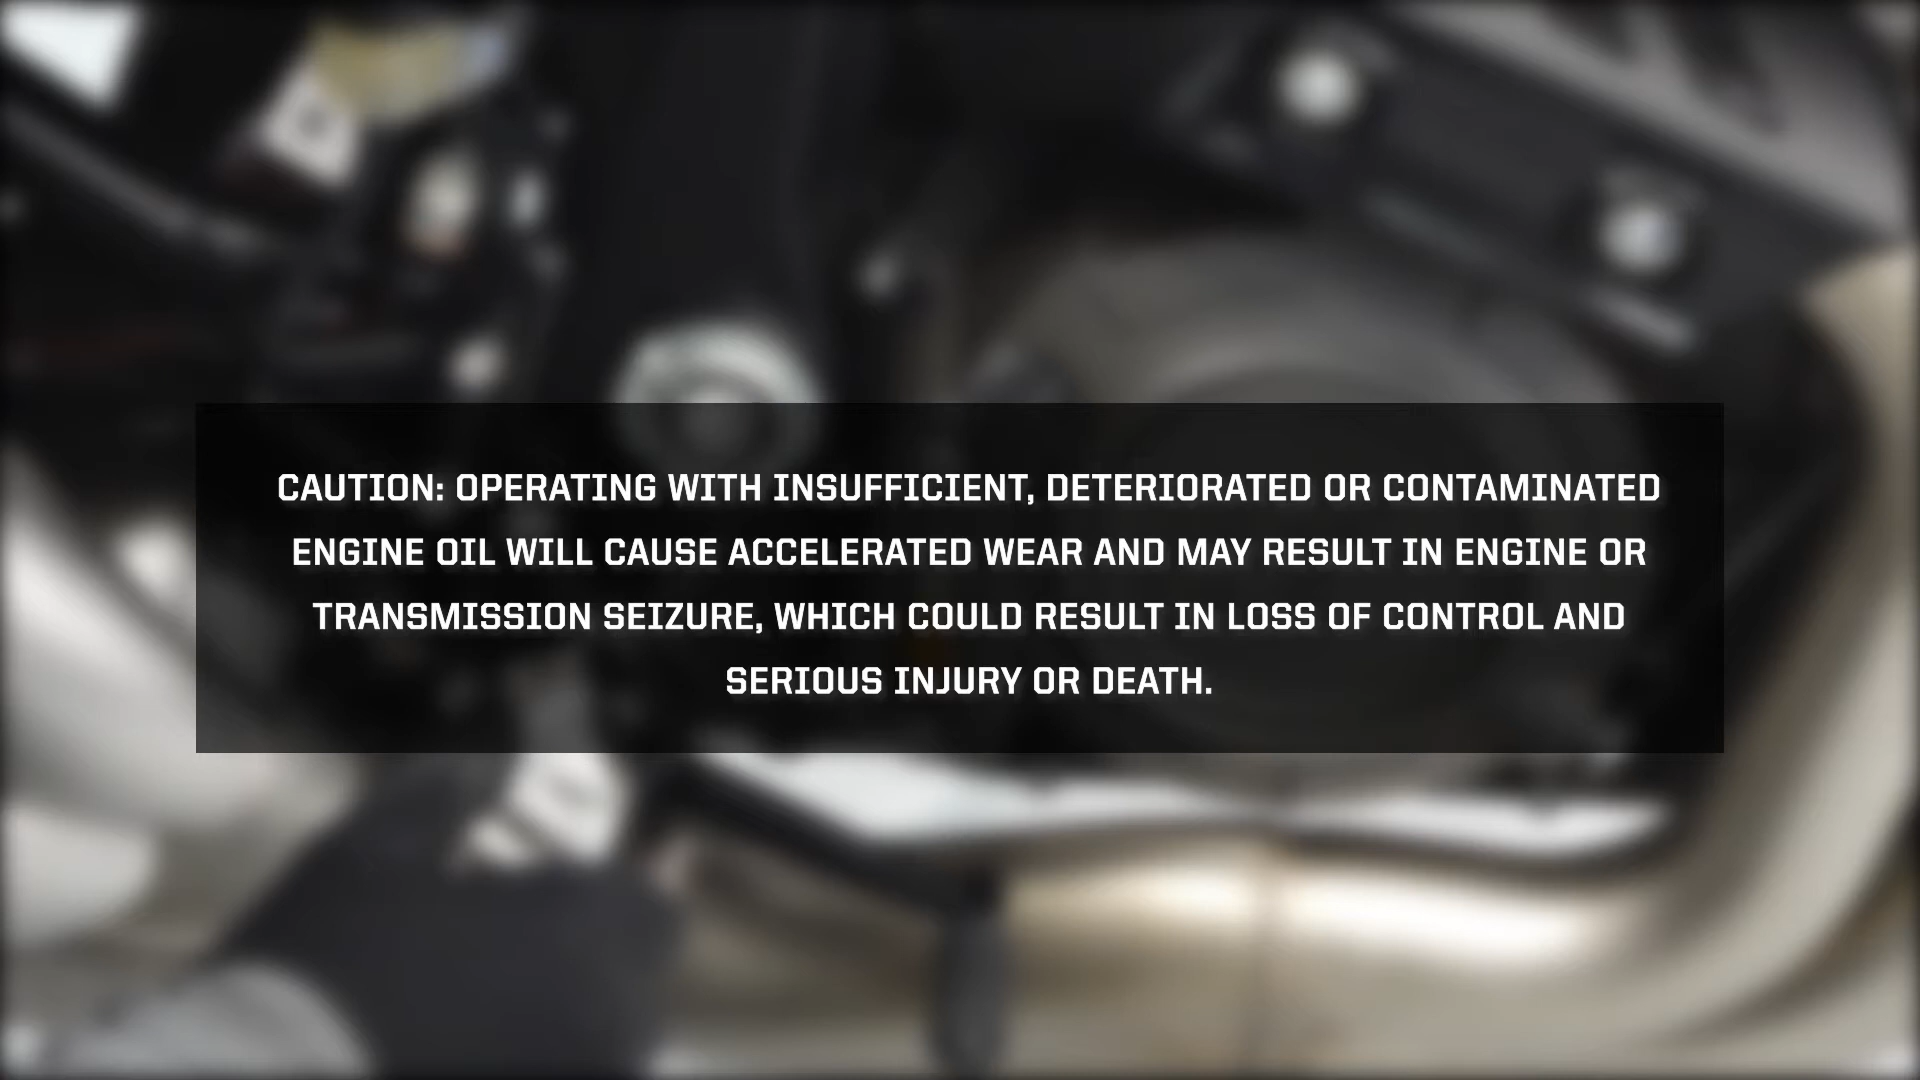 CAUTION: OPERATING WITH INSUFFICIENT, DETERIORATED OR CONTAMINATED
ENGINE OIL WILL CAUSE ACCELERATED WEAR AND MAY RESULT IN ENGINE OR
TRANSMISSION SEIZURE, WHICH COULD RESULT IN LOSS OF CONTROL AND
SERIOUS INJURY OR DEATH.